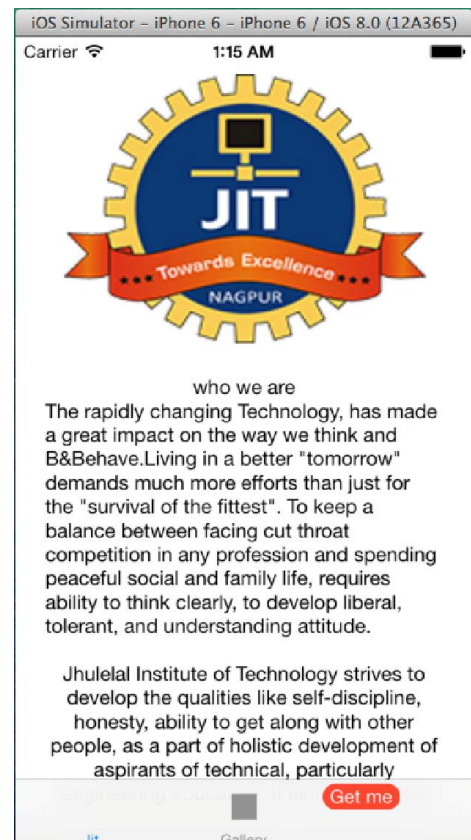 iOS Simulator – iPhone 6 – iPhone 6 / iOS 8.0 (12A365)
Carrier 1:15 AM
JIT
Towards Excellence
NAGPUR
who we are
The rapidly changing Technology, has made
a great impact on the way we think and
B&Behave.Living in a better "tomorrow"
demands much more efforts than just for
the "survival of the fittest". To keep a
balance between facing cut throat
competition in any profession and spending
peaceful social and family life, requires
ability to think clearly, to develop liberal,
tolerant, and understanding attitude.
Jhulelal Institute of Technology strives to
develop the qualities like self-discipline,
honesty, ability to get along with other
people, as a part of holistic development of
aspirants of technical, particularly
Get me
Jit Gallery